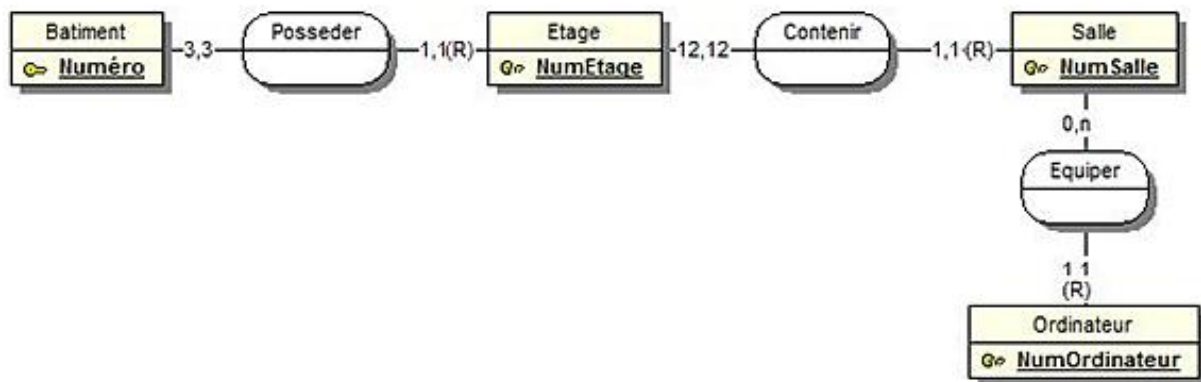 Batiment
Numéro
3,3
Posseder
1,1(R)
Etage
NumEtage
12,12
Contenir
1,1 (R)
Salle
NumSalle
0,n
Equiper
1 1
(R)
Ordinateur
NumOrdinateur